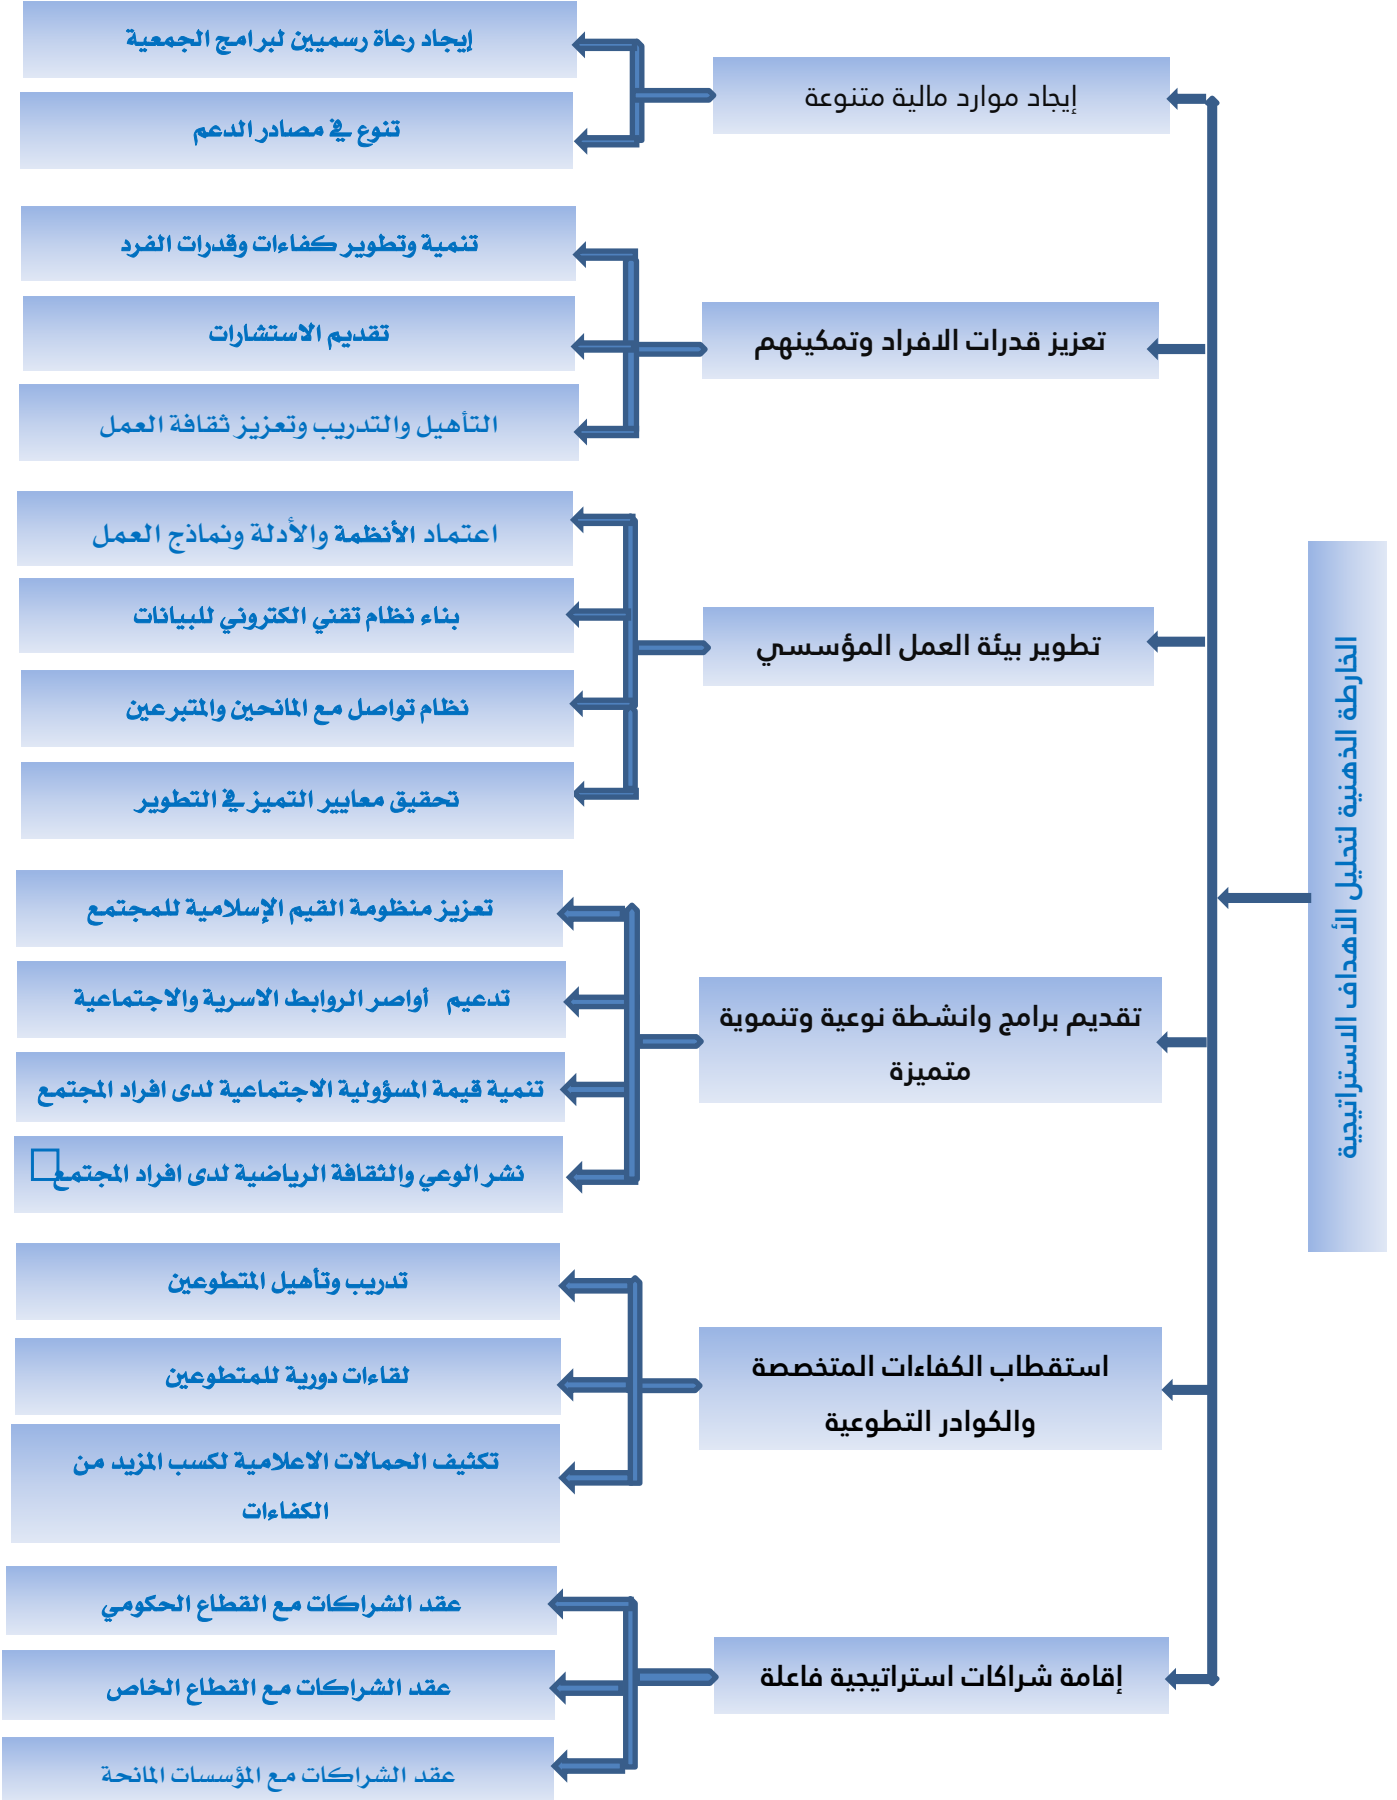 الخارطة الذهنية لتحليل الأهداف الاستراتيجية
إيجاد موارد مالية متنوعة
إيجاد رعاة رسميين لبرامج الجمعية
تنوع في مصادر الدعم
تعزيز قدرات الافراد وتمكينهم
تنمية وتطوير كفاءات وقدرات الفرد
تقديم الاستشارات
التأهيل والتدريب وتعزيز ثقافة العمل
تطوير بيئة العمل المؤسسي
اعتماد الأنظمة والأدلة ونماذج العمل
بناء نظام تقني الكتروني للبيانات
نظام تواصل مع المانحين والمتبرعين
تحقيق معايير التميز في التطوير
تقديم برامج وانشطة نوعية وتنموية
متميزة
تعزيز منظومة القيم الإسلامية للمجتمع
تدعيم أواصر الروابط الاسرية والاجتماعية
تنمية قيمة المسؤولية الاجتماعية لدى افراد المجتمع
نشر الوعي والثقافة الرياضية لدى افراد المجتمع
استقطاب الكفاءات المتخصصة
والكوادر التطوعية
تدريب وتأهيل المتطوعين
لقاءات دورية للمتطوعين
تكثيف الحمالات الاعلامية لكسب المزيد من
الكفاءات
إقامة شراكات استراتيجية فاعلة
عقد الشراكات مع القطاع الحكومي
عقد الشراكات مع القطاع الخاص
عقد الشراكات مع المؤسسات المانحة